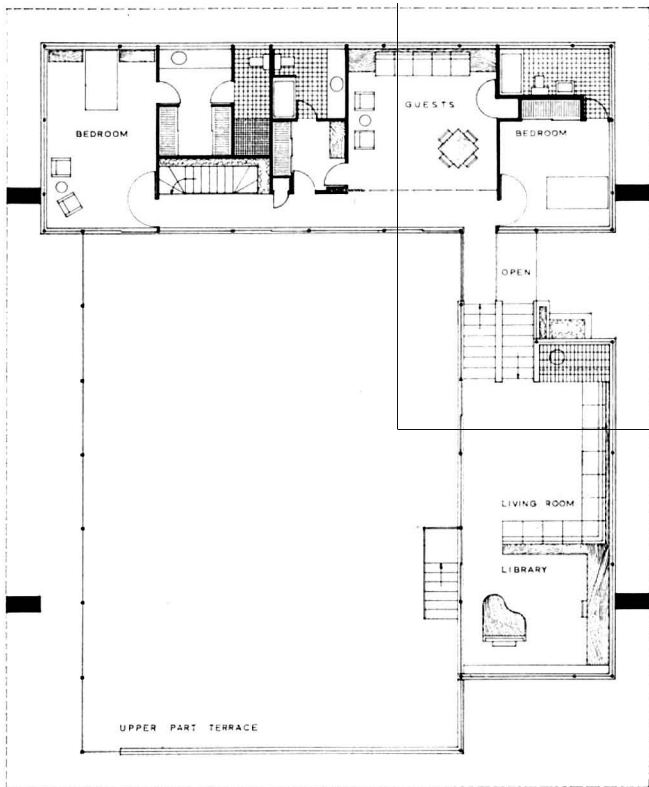 GUESTS
BEDROOM
BEDROOM
OPEN
LIVING ROOM
LIBRARY
UPPER PART TERRACE